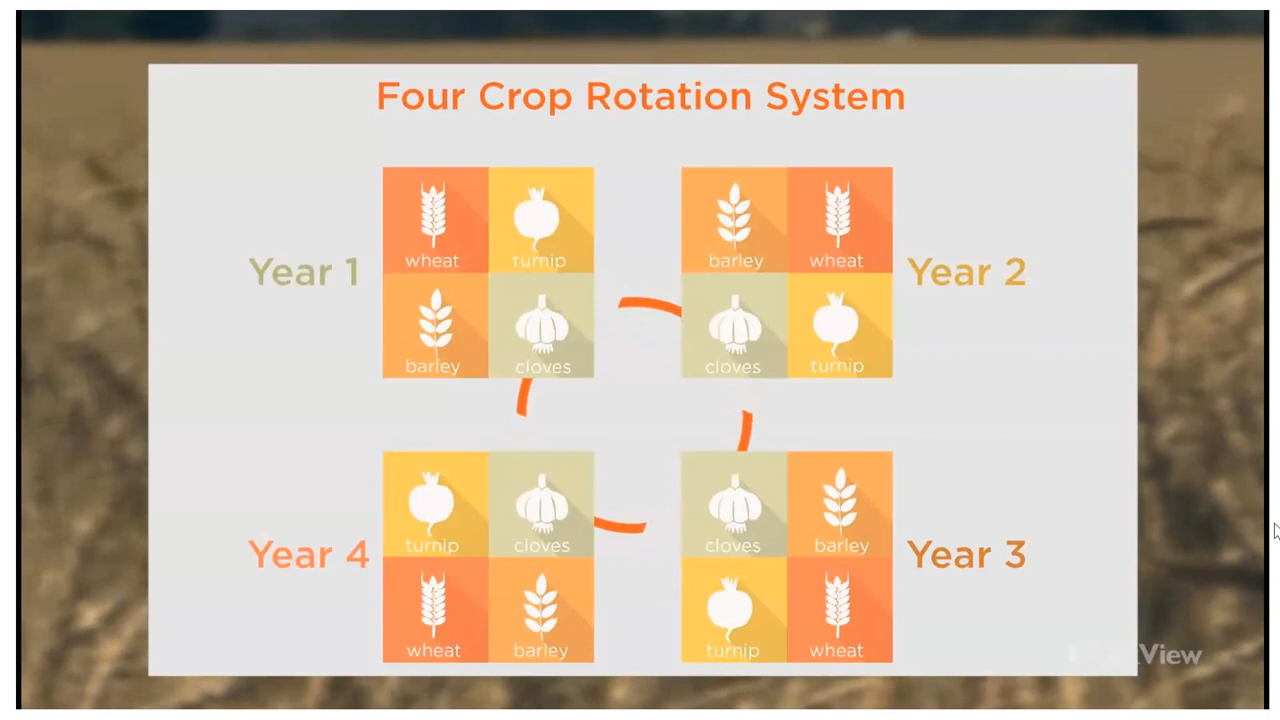 Four Crop Rotation System
Year 1
wheat turnip
barley cloves
barley wheat
cloves turnip
Year 2
Year 4
turnip cloves
wheat barley
cloves barley
turnip wheat
Year 3
View